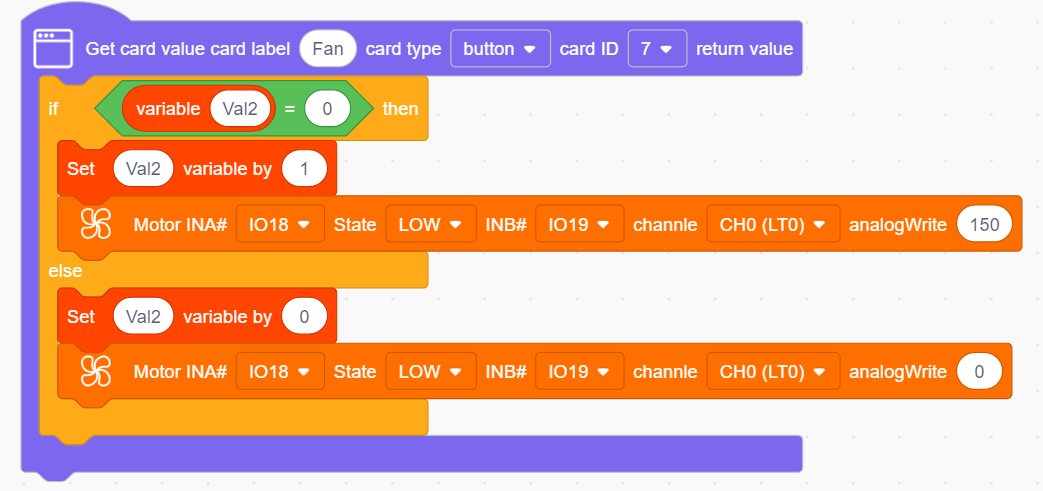 Get card value card label Fan card type button card ID 7 return value
if variable Val2 = 0 then
Set Val2 variable by 1
Motor INA# IO18 State LOW INB# IO19 channle CH0 (LT0) analogWrite 150
else
Set Val2 variable by 0
Motor INA# IO18 State LOW INB# IO19 channle CH0 (LT0) analogWrite 0